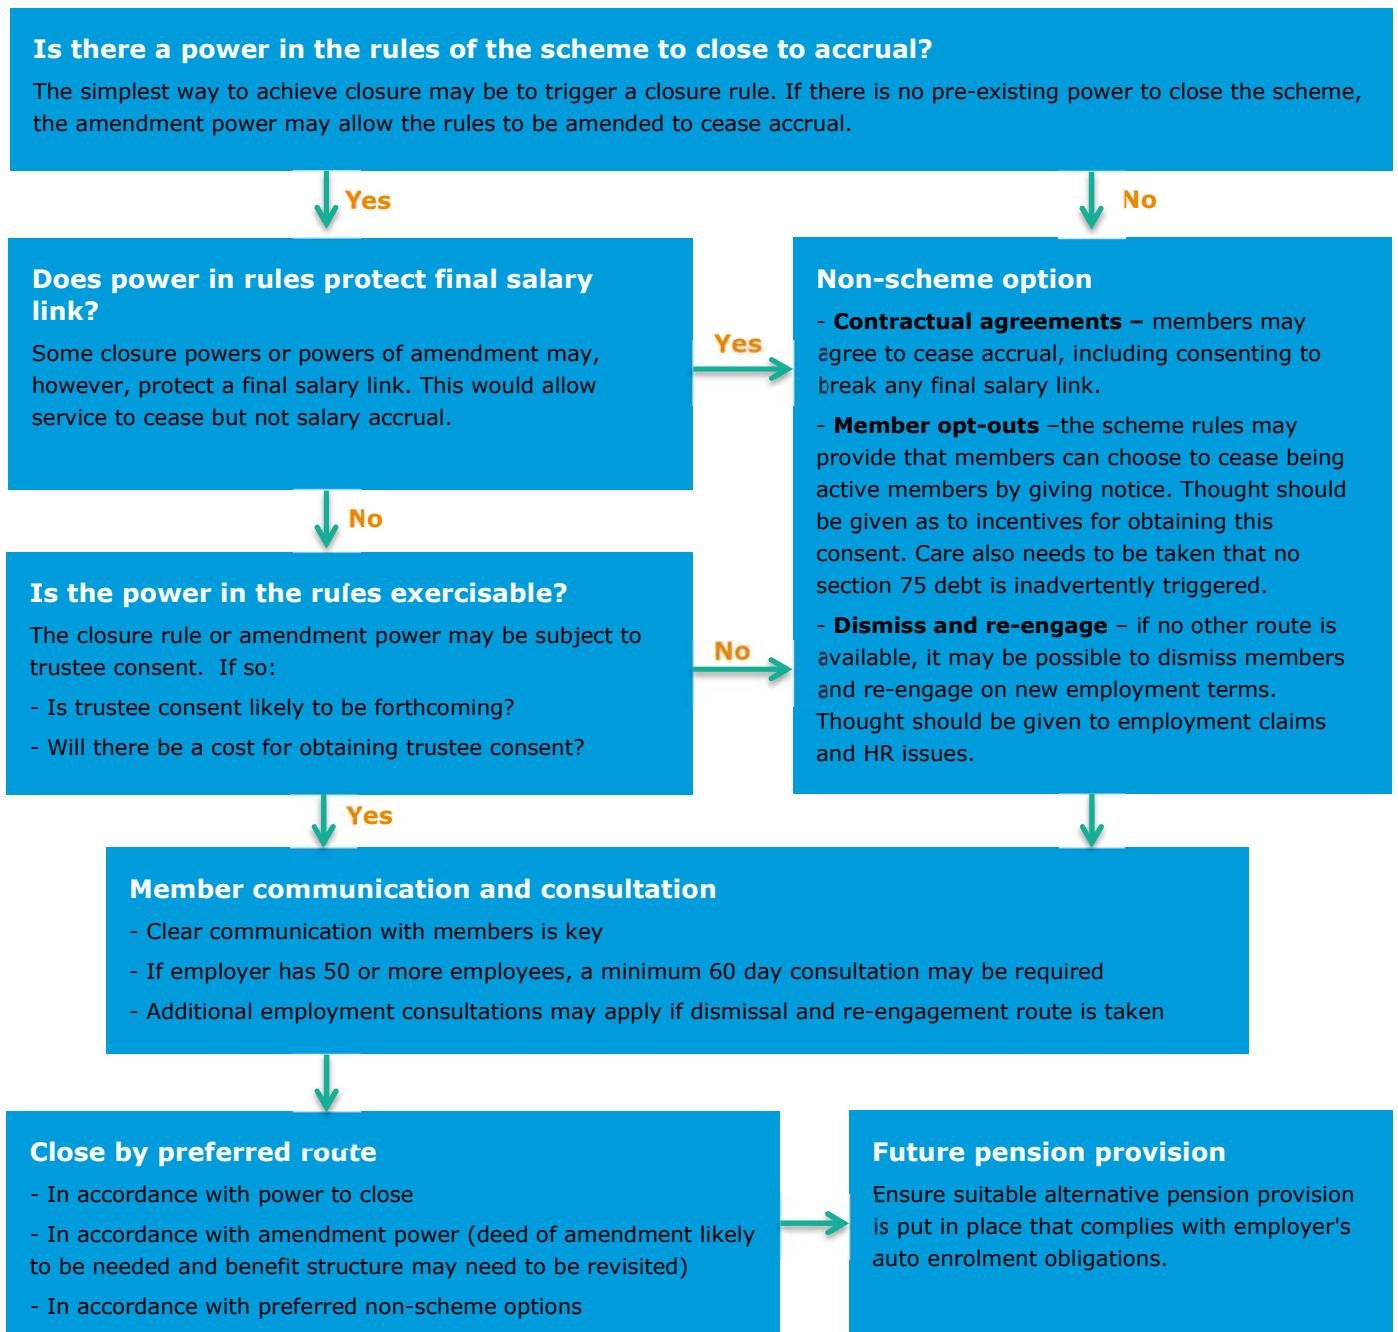 Is there a power in the rules of the scheme to close to accrual?
The simplest way to achieve closure may be to trigger a closure rule. If there is no pre-existing power to close the scheme,
the amendment power may allow the rules to be amended to cease accrual.
Yes
No
Does power in rules protect final salary
link?
Some closure powers or powers of amendment may,
however, protect a final salary link. This would allow
service to cease but not salary accrual.
Yes
No
Is the power in the rules exercisable?
The closure rule or amendment power may be subject to
trustee consent.  If so:
- Is trustee consent likely to be forthcoming?
- Will there be a cost for obtaining trustee consent?
No
Yes
Non-scheme option
- Contractual agreements – members may
agree to cease accrual, including consenting to
break any final salary link.
- Member opt-outs –the scheme rules may
provide that members can choose to cease being
active members by giving notice. Thought should
be given as to incentives for obtaining this
consent. Care also needs to be taken that no
section 75 debt is inadvertently triggered.
- Dismiss and re-engage – if no other route is
available, it may be possible to dismiss members
and re-engage on new employment terms.
Thought should be given to employment claims
and HR issues.
Member communication and consultation
- Clear communication with members is key
- If employer has 50 or more employees, a minimum 60 day consultation may be required
- Additional employment consultations may apply if dismissal and re-engagement route is taken
Close by preferred route
- In accordance with power to close
- In accordance with amendment power (deed of amendment likely
to be needed and benefit structure may need to be revisited)
- In accordance with preferred non-scheme options
Future pension provision
Ensure suitable alternative pension provision
is put in place that complies with employer's
auto enrolment obligations.